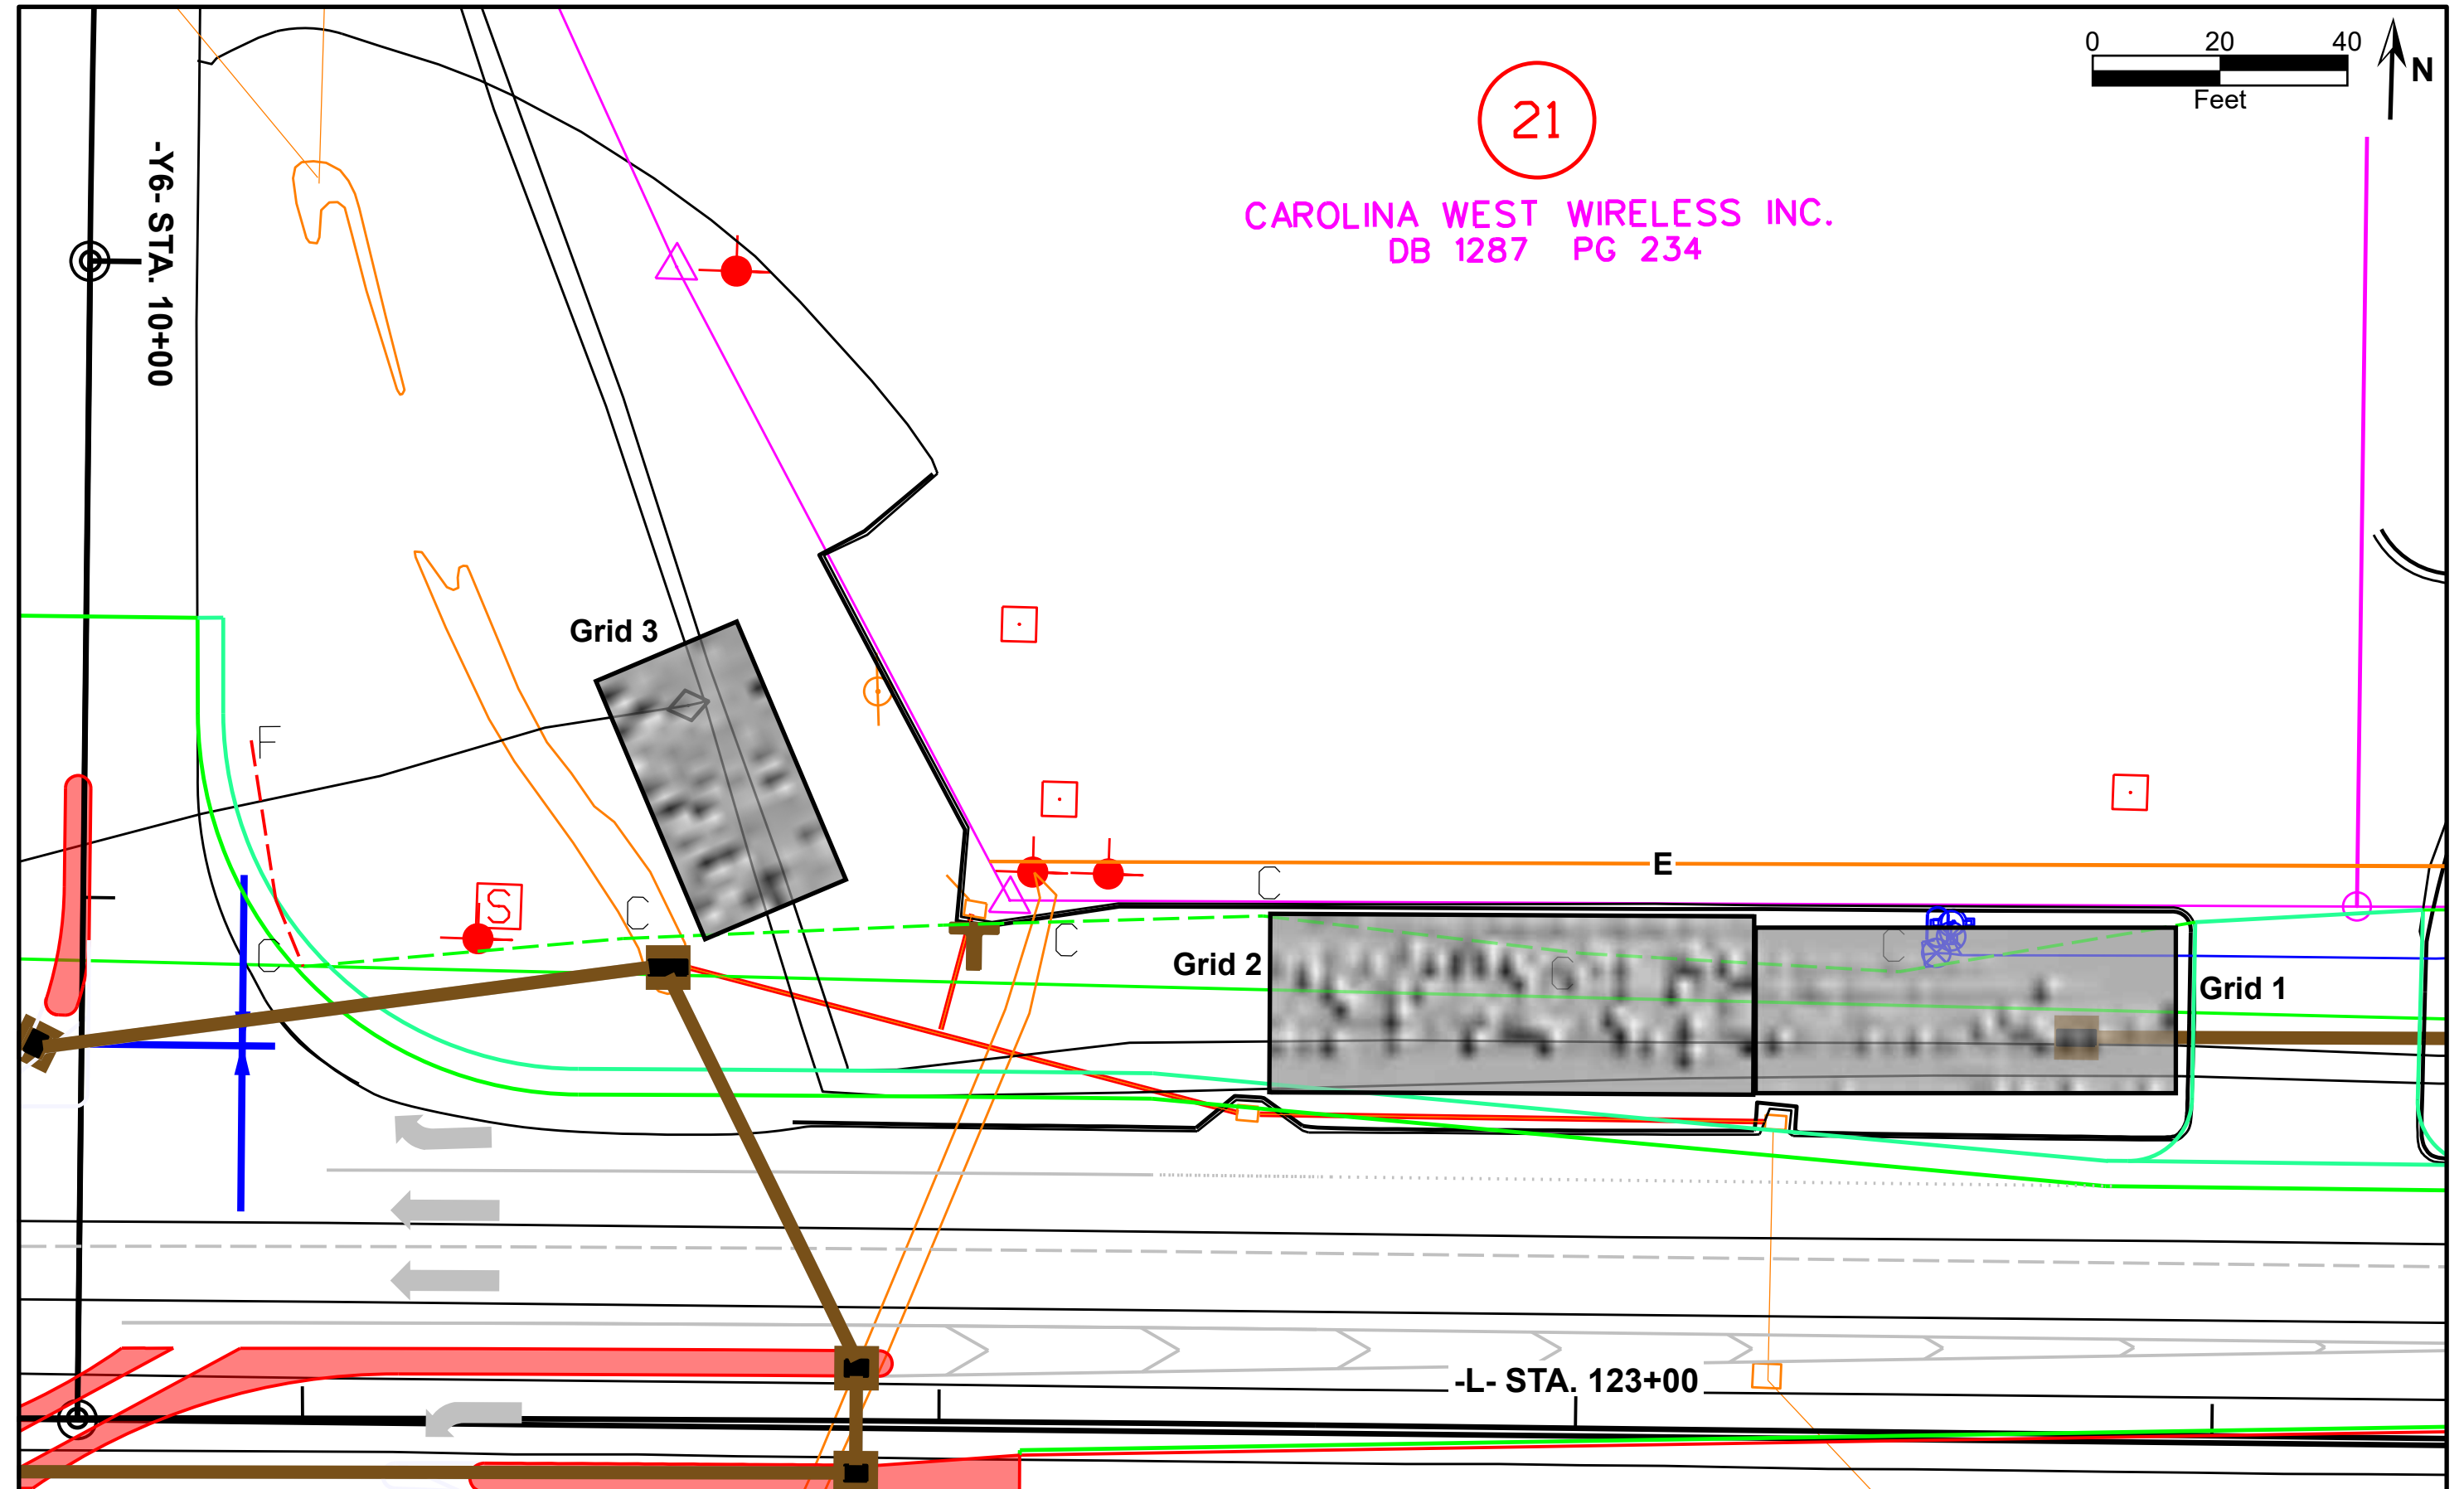 0 20 40
Feet
N
21
CAROLINA WEST WIRELESS INC.
DB 1287 PG 234
-Y6- STA. 10+00
Grid 3
F
S
C
C
C
C
E
Grid 2
C
C
Grid 1
-L- STA. 123+00